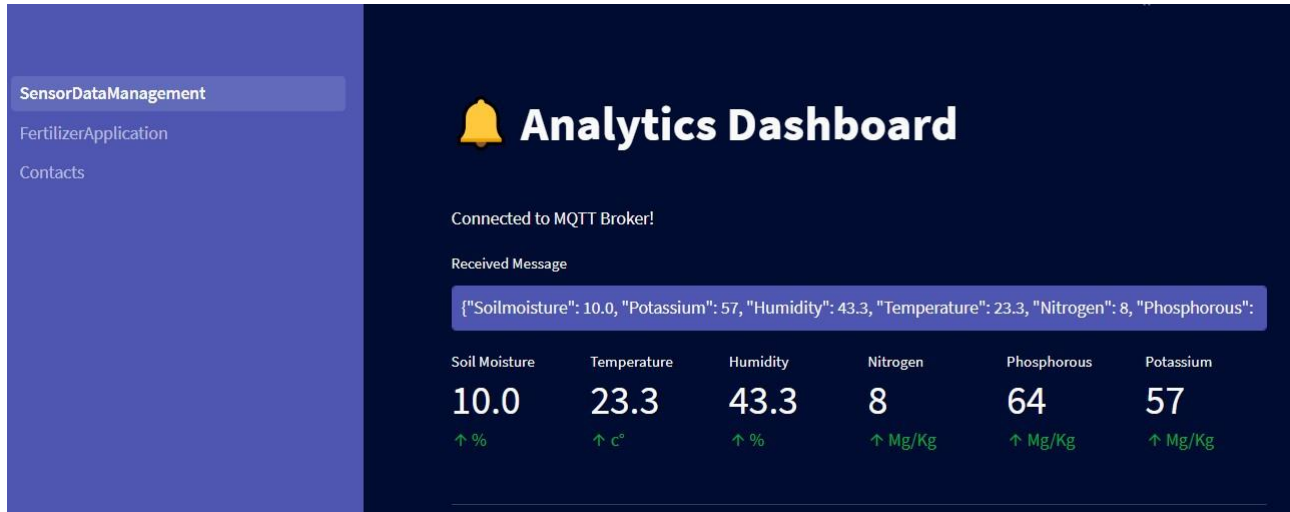 SensorDataManagement
FertilizerApplication
Contacts
Analytics Dashboard
Connected to MQTT Broker!
Received Message
{"Soilmoisture": 10.0, "Potassium": 57, "Humidity": 43.3, "Temperature": 23.3, "Nitrogen": 8, "Phosphorous":
Soil Moisture Temperature Humidity Nitrogen Phosphorous Potassium
10.0 23.3 43.3 8 64 57
↑ % ↑ c° ↑ % ↑ Mg/Kg ↑ Mg/Kg ↑ Mg/Kg